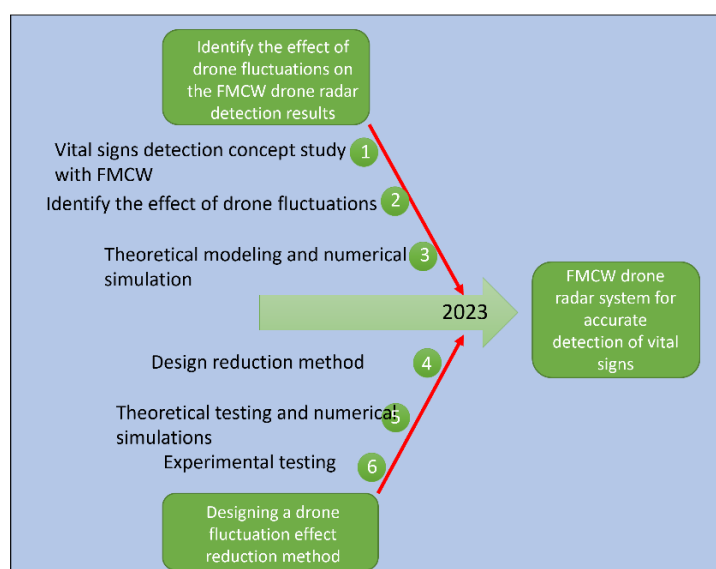 Identify the effect of
drone fluctuations on
the FMCW drone radar
detection results
Vital signs detection concept study
with FMCW
1
Identify the effect of drone fluctuations
2
Theoretical modeling and numerical
simulation
3
2023
FMCW drone
radar system for
accurate
detection of vital
signs
Design reduction method
4
Theoretical testing and numerical
simulations
5
Experimental testing
6
Designing a drone
fluctuation effect
reduction method